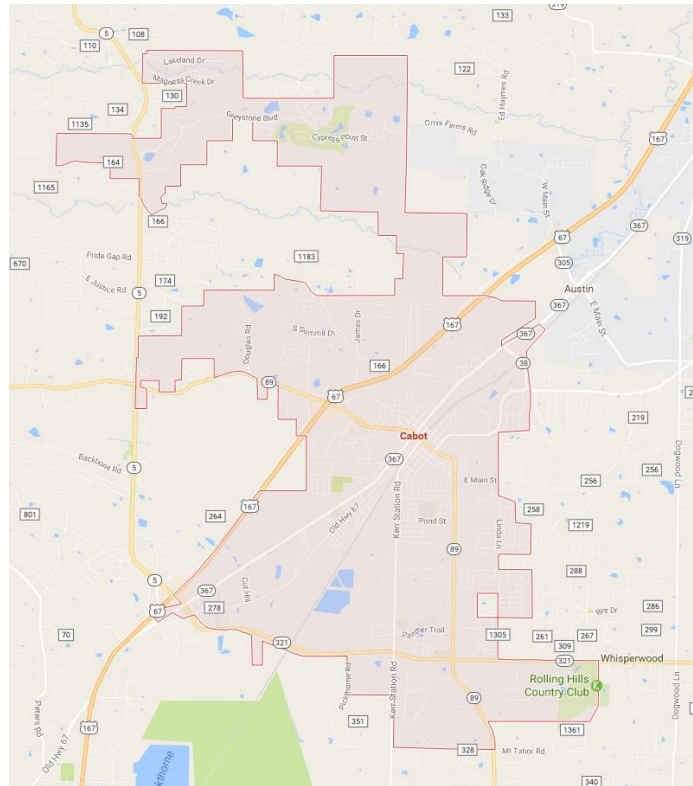 319
133
108
5
110
Lakeland Dr
122
Magness Creek Dr
Ed Haymes Rd
130
134
Greystone Blvd
Omni Farms Rd
1135
Cypress Point St
167
164
Oak Ridge Dr
W Main St
1165
166
367
67
319
Pride Gap Rd
1183
670
305
174
E Justice Rd
5
Austin
367
192
James Dr
E Main St
Douglas Rd
S Summit Dr
167
367
166
38
89
67
219
Cabot
Dogwood Ln
Backbone Rd
367
5
256
256
E Main St
Old Hwy 67
Kerr Station Rd
258
167
801
264
Pond St
Linda Ln
1219
89
5
288
367
Cut Hill
278
67
286
Panther Trail
70
1305
261
267
299
321
309
321
Whisperwood
Pickthorne Rd
Kerr Station Rd
Rolling Hills
Country Club
89
Dogwood Ln
Peters Rd
351
167
1361
328
Mt Tabor Rd
Old Hwy 67
340